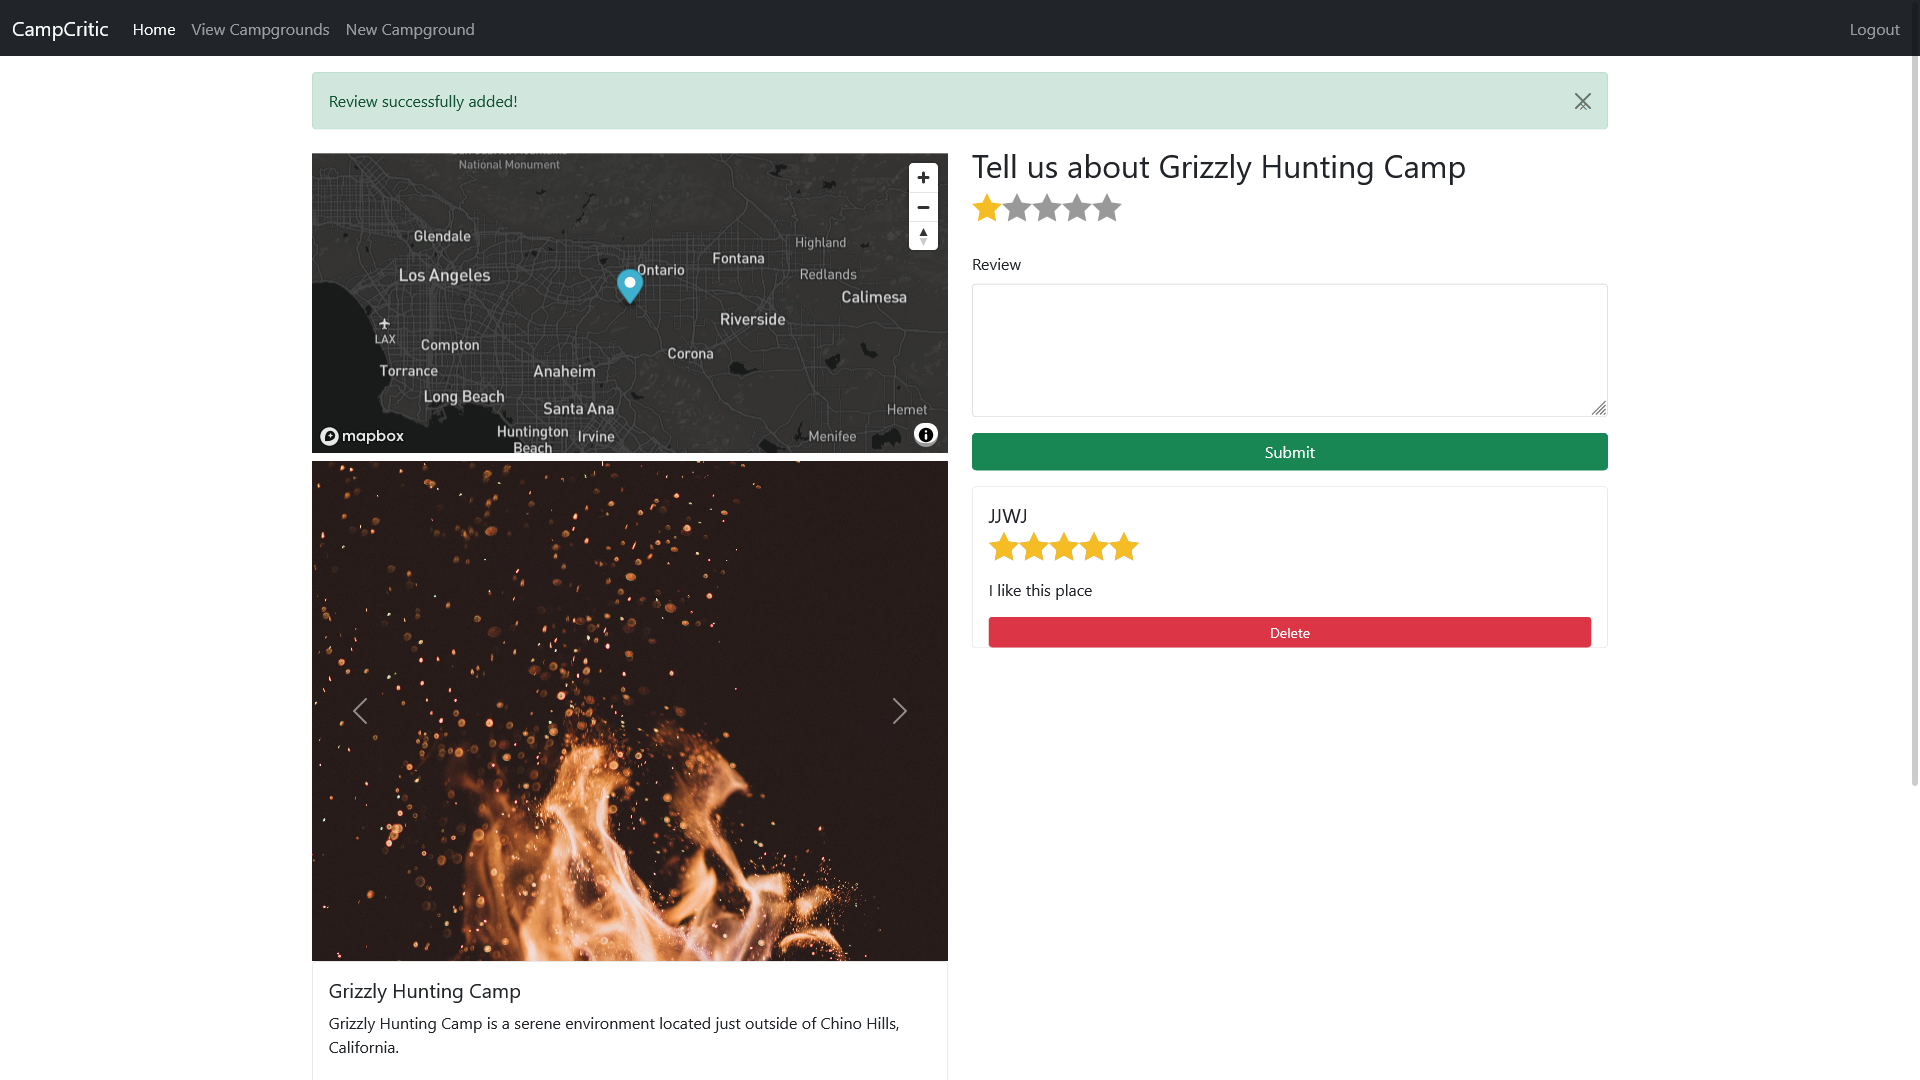 CampCritic Home View Campgrounds New Campground Logout
Review successfully added!
National Monument
Glendale
Los Angeles
Ontario
Fontana
Highland
Redlands
Calimesa
Riverside
LAX
Compton
Corona
Torrance
Anaheim
Long Beach
Santa Ana
Hemet
Huntington
Beach
Irvine
Menifee
mapbox
Grizzly Hunting Camp
Grizzly Hunting Camp is a serene environment located just outside of Chino Hills,
California.
Tell us about Grizzly Hunting Camp
Review
Submit
JJWJ
I like this place
Delete